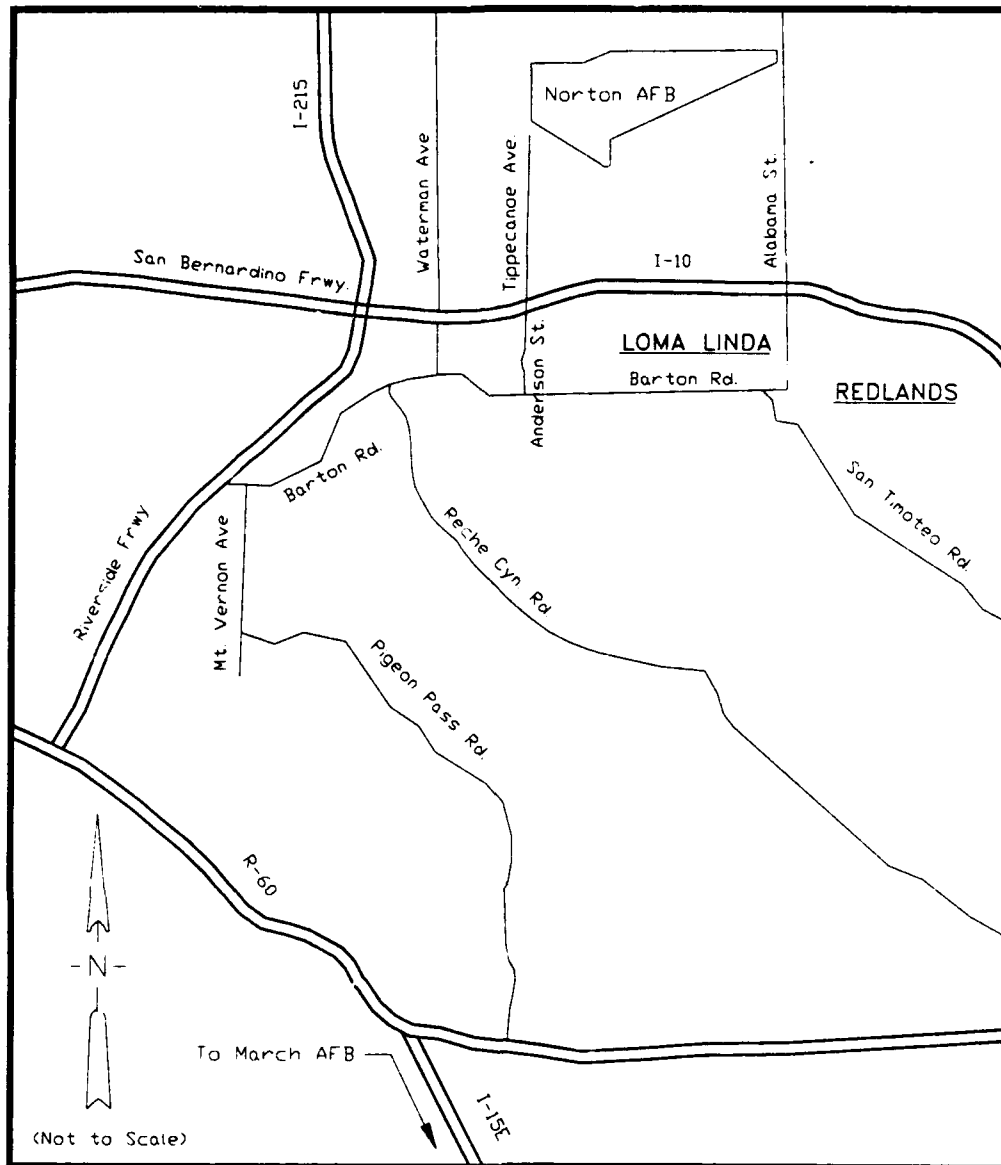 I-215
Norton AFB
Waterman Ave
Tippecanoe Ave.
Alabama St.
San Bernardino Frwy.
I-10
LOMA LINDA
Anderson St.
Barton Rd.
REDLANDS
Barton Rd.
San Timoteo Rd.
Reche Cyn. Rd
Riverside Frwy
Mt. Vernon Ave
Pigeon Pass Rd.
R-60
-N-
To March AFB
I-15E
(Not to Scale)